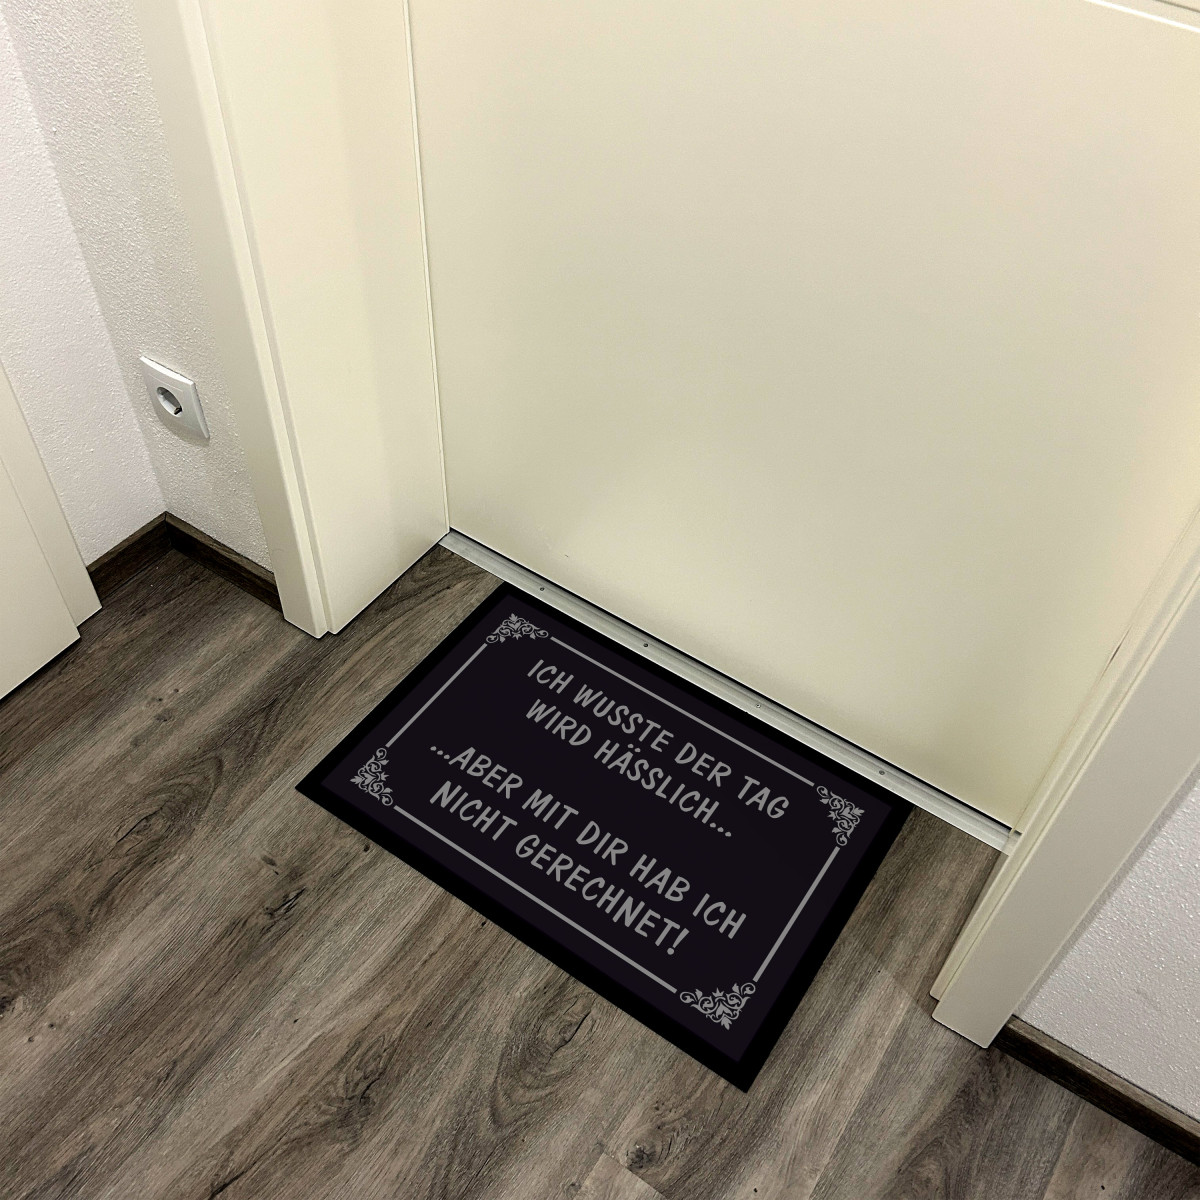 ICH WUSSTE DER TAG
WIRD HÄSSLICH...
...ABER MIT DIR HAB ICH
NICHT GERECHNET!